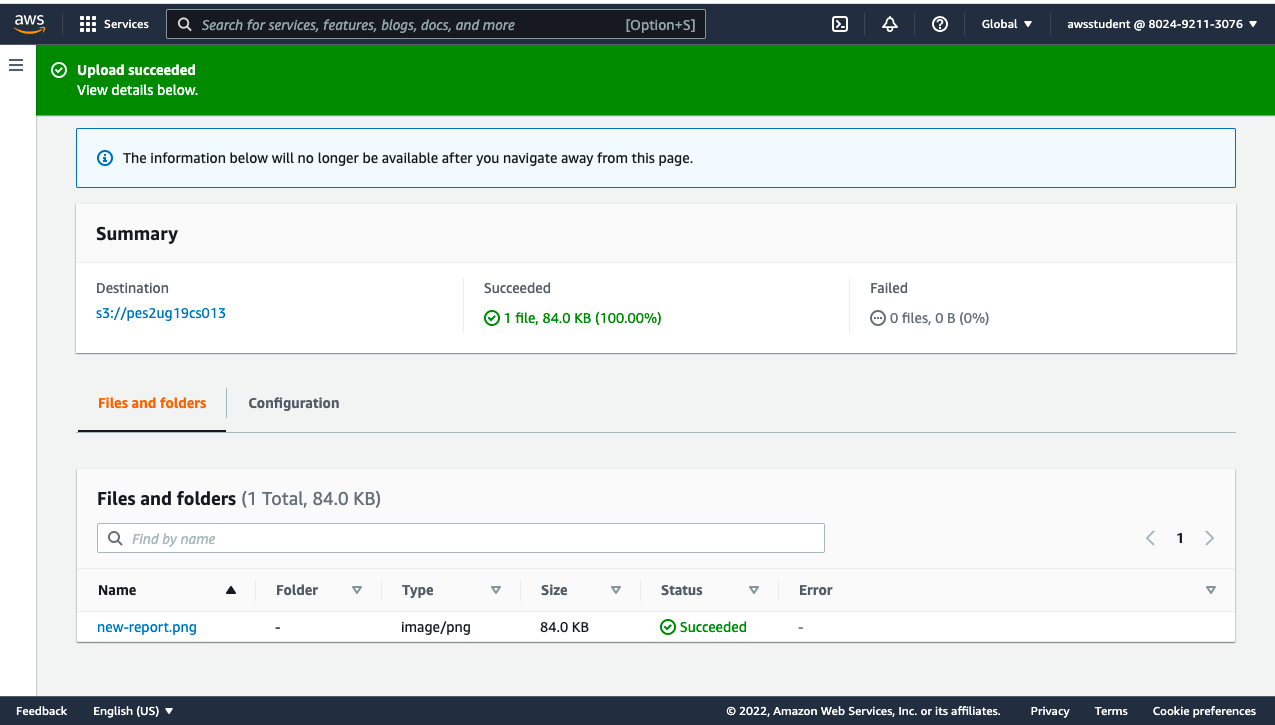 aws
Services
Search for services, features, blogs, docs, and more [Option+S]
Global
awsstudent @ 8024-9211-3076
Upload succeeded
View details below.
The information below will no longer be available after you navigate away from this page.
Summary
Destination
s3://pes2ug19cs013
Succeeded
1 file, 84.0 KB (100.00%)
Failed
0 files, 0 B (0%)
Files and folders
Configuration
Files and folders (1 Total, 84.0 KB)
Find by name
1
Name Folder Type Size Status Error
new-report.png - image/png 84.0 KB Succeeded -
Feedback English (US) © 2022, Amazon Web Services, Inc. or its affiliates. Privacy Terms Cookie preferences